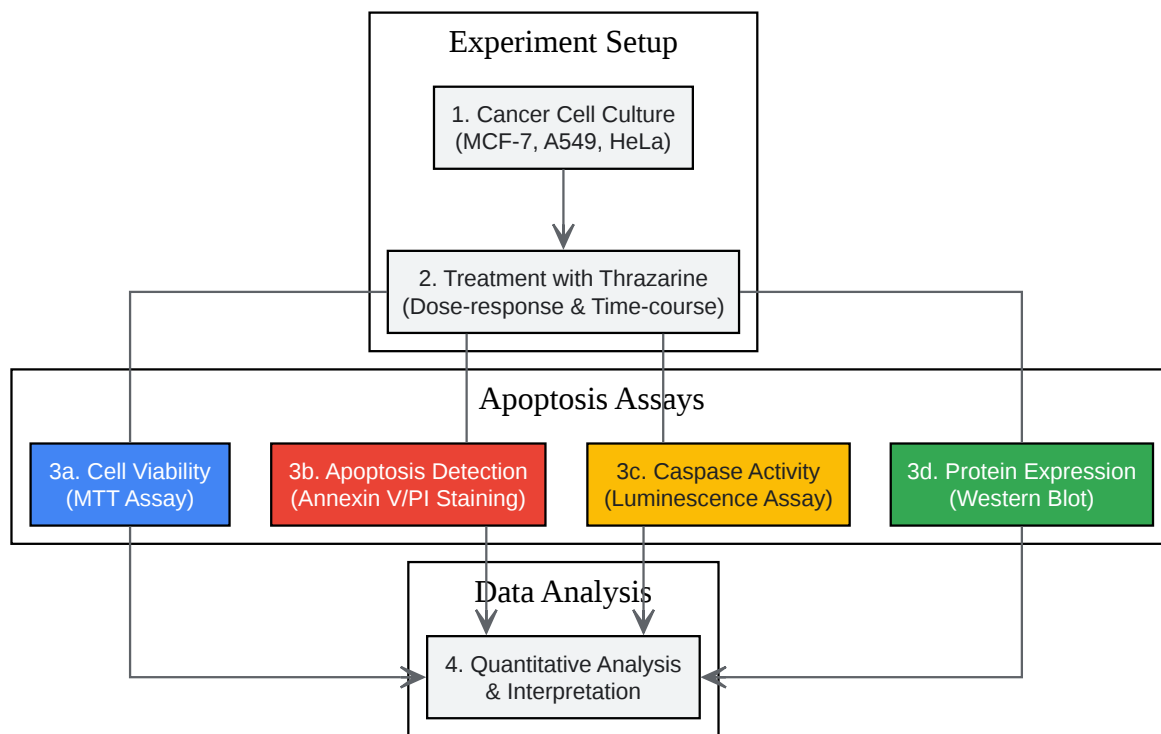 Experiment Setup
1. Cancer Cell Culture
(MCF-7, A549, HeLa)
2. Treatment with Thrazarine
(Dose-response & Time-course)
Apoptosis Assays
3a. Cell Viability
(MTT Assay)
3b. Apoptosis Detection
(Annexin V/PI Staining)
3c. Caspase Activity
(Luminescence Assay)
3d. Protein Expression
(Western Blot)
Data Analysis
4. Quantitative Analysis
& Interpretation